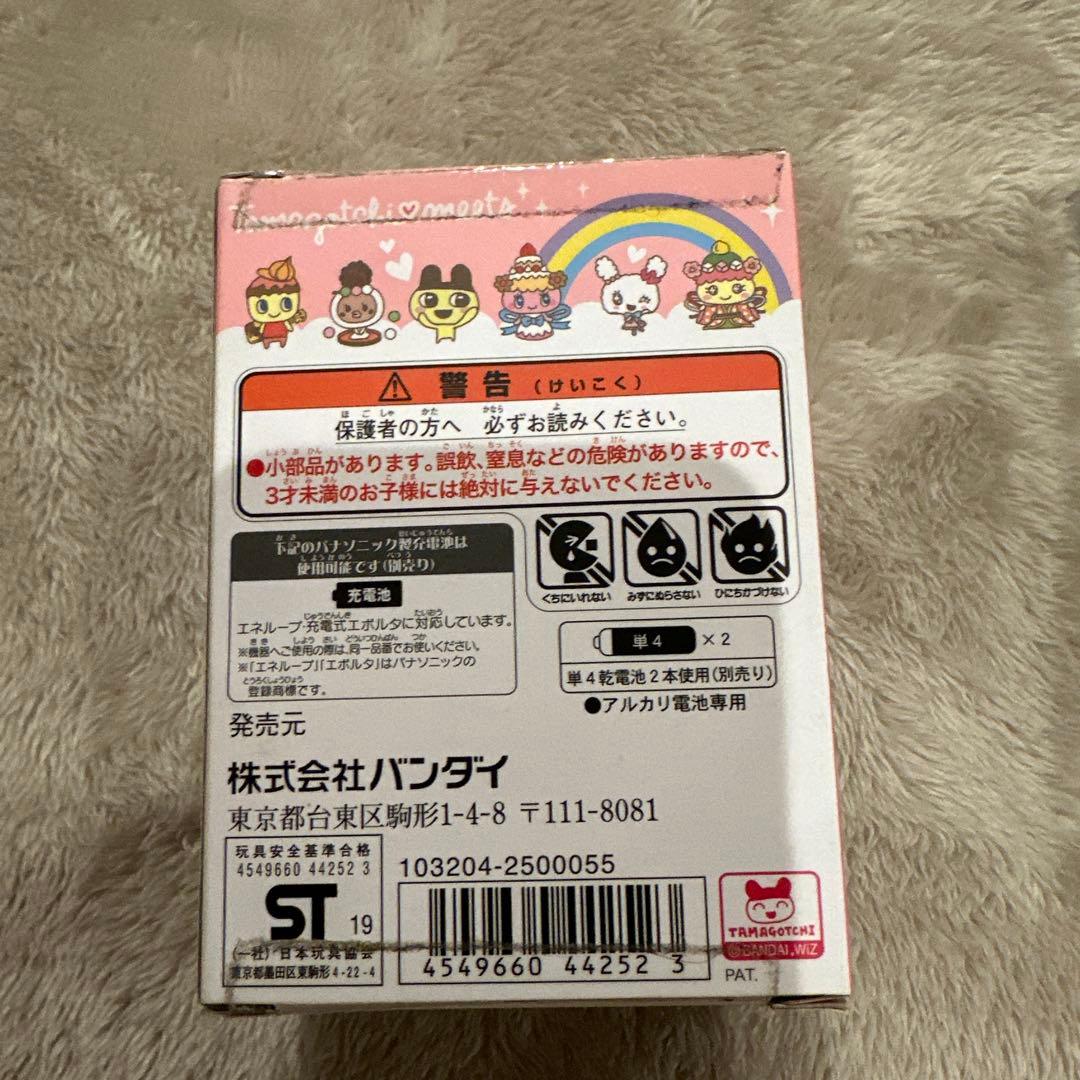 Tamagotchi♡meets
⚠ 警告 (けいこく)
保護者の方へ 必ずお読みください。
●小部品があります。誤飲、窒息などの危険がありますので、
3才未満のお子様には絶対に与えないでください。
下記のパナソニック製充電池は
使用可能です(別売り)
充電池
エネループ・充電式エボルタに対応しています。
※機器へご使用の際は、同一品番でお使いください。
※「エネループ」「エボルタ」はパナソニックの
登録商標です。
くちにいれない
みずにぬらさない
ひにちかづけない
単4 ×2
単4乾電池2本使用(別売り)
●アルカリ電池専用
発売元
株式会社バンダイ
東京都台東区駒形1-4-8 〒111-8081
玩具安全基準合格
4549660 44252 3
ST 19
(一社)日本玩具協会
東京都墨田区東駒形4-22-4
103204-2500055
4549660 442523
TAMAGOTCHI
©BANDAI, WiZ
PAT.